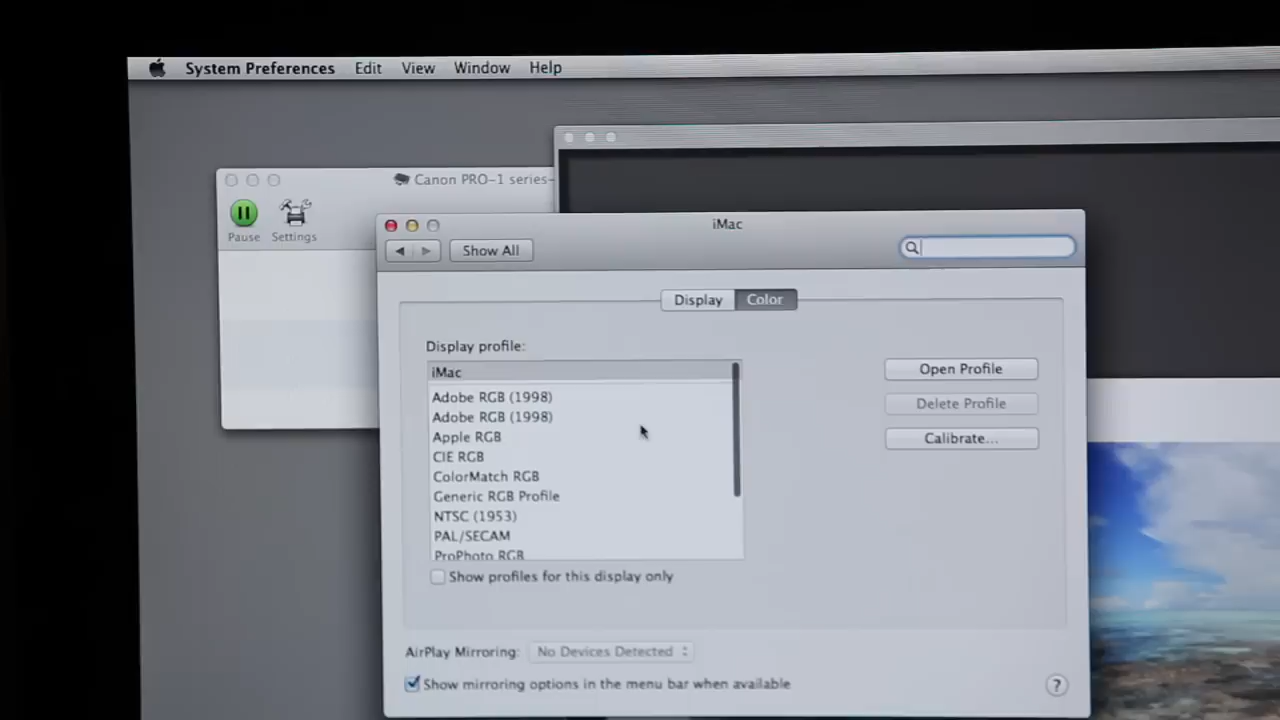 System Preferences Edit View Window Help
Canon PRO-1 series-
Pause Settings
iMac
Show All
Display Color
Display profile:
iMac
Adobe RGB (1998)
Adobe RGB (1998)
Apple RGB
CIE RGB
ColorMatch RGB
Generic RGB Profile
NTSC (1953)
PAL/SECAM
ProPhoto RGB
Open Profile
Delete Profile
Calibrate...
Show profiles for this display only
AirPlay Mirroring: No Devices Detected
Show mirroring options in the menu bar when available
?